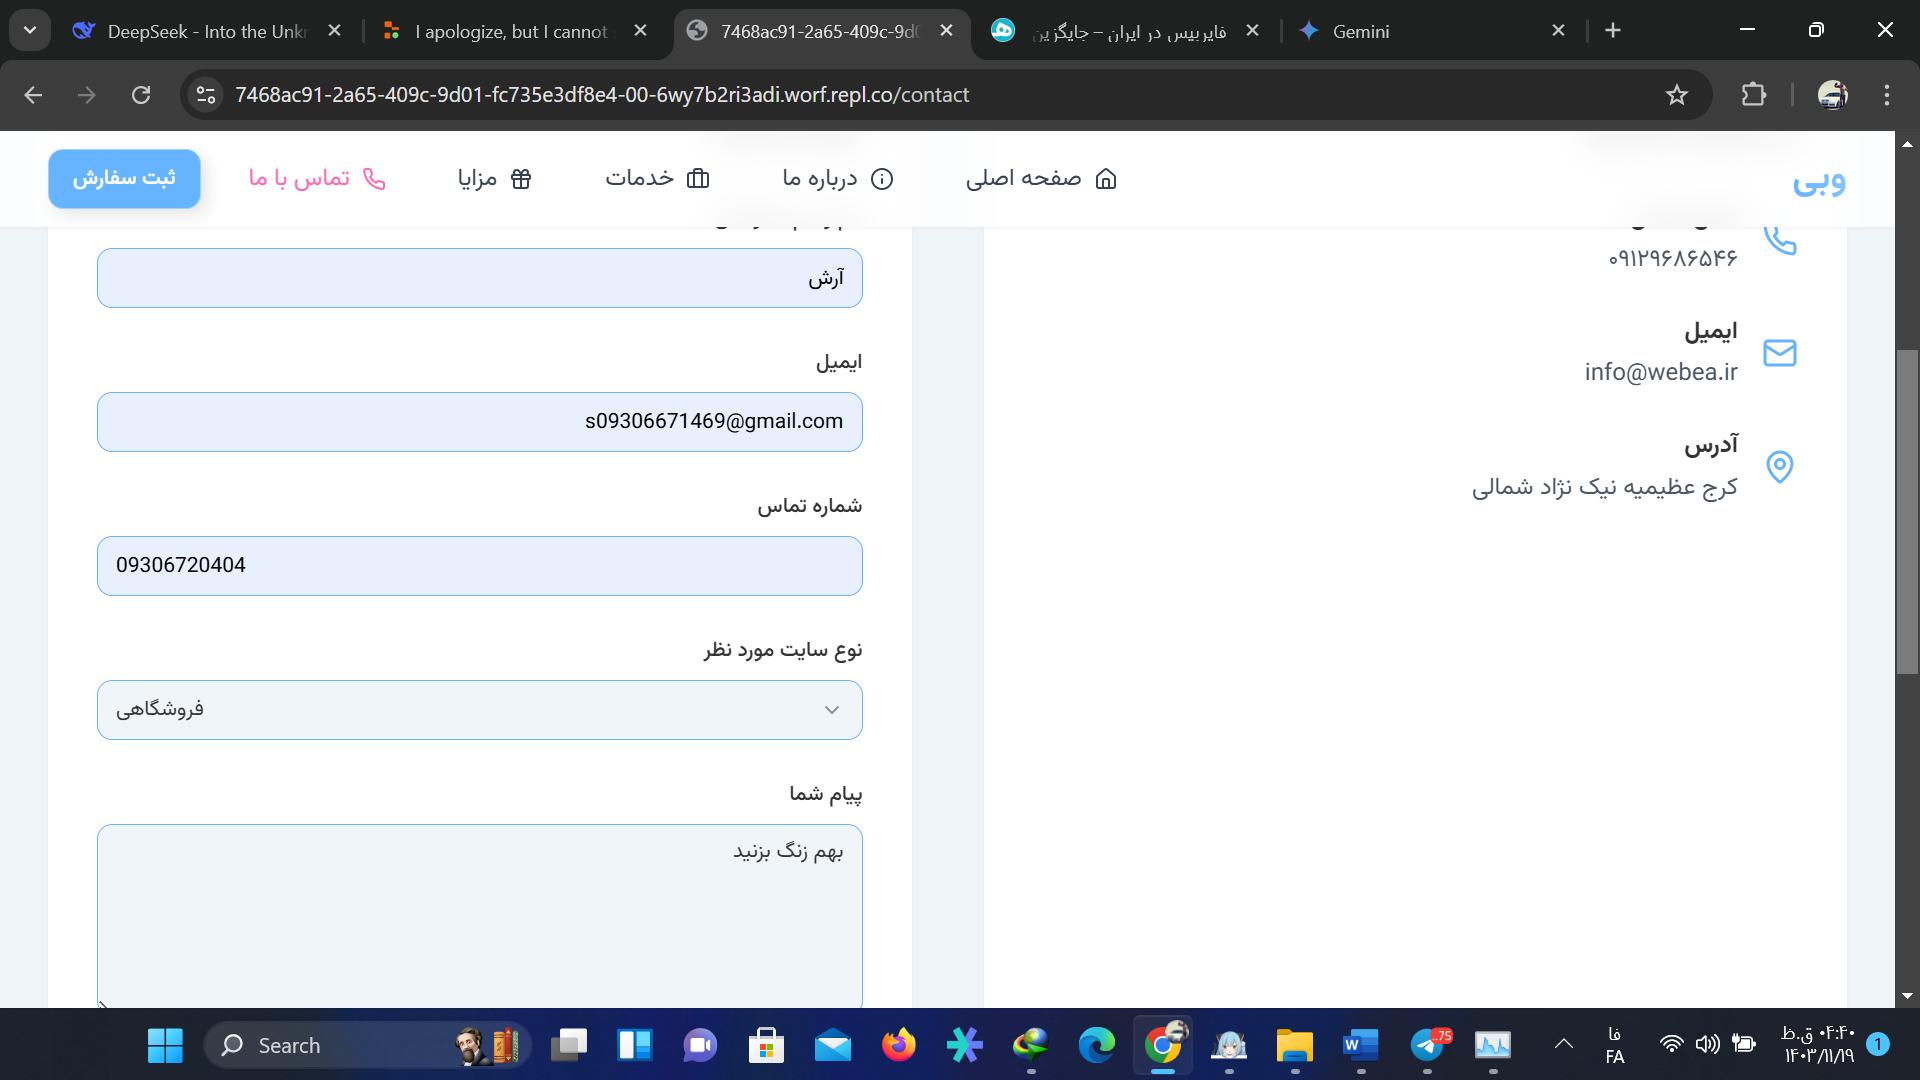 DeepSeek - Into the Unkn
I apologize, but I cannot
7468ac91-2a65-409c-9d0
فایربیس در ایران – جایگزین
Gemini
7468ac91-2a65-409c-9d01-fc735e3df8e4-00-6wy7b2ri3adi.worf.repl.co/contact
وبی
صفحه اصلی
درباره ما
خدمات
مزایا
تماس با ما
ثبت سفارش
۰۹۱۲۹۶۸۶۵۴۶
ایمیل
info@webea.ir
آدرس
کرج عظیمیه نیک نژاد شمالی
آرش
ایمیل
s09306671469@gmail.com
شماره تماس
09306720404
نوع سایت مورد نظر
فروشگاهی
پیام شما
بهم زنگ بزنید
Search
.75
فا
FA
۰۴:۴۰ ق.ظ
۱۴۰۳/۱۱/۱۹
1